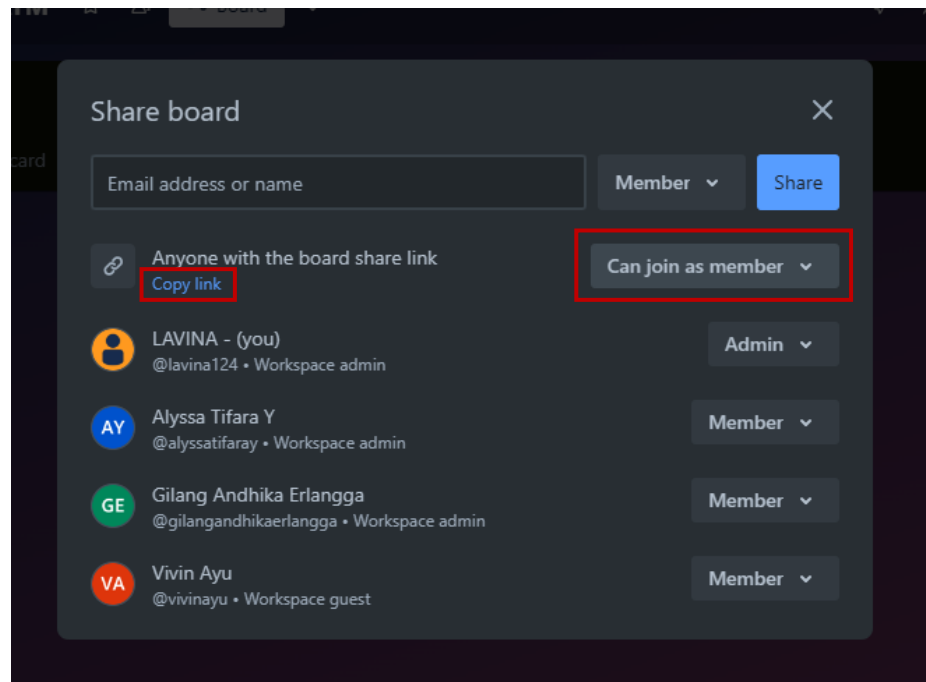 Board
card
Share board
Email address or name
Member
Share
Anyone with the board share link
Can join as member
Copy link
LAVINA - (you)
@lavina124 • Workspace admin
Admin
AY
Alyssa Tifara Y
@alyssatifaray • Workspace admin
Member
GE
Gilang Andhika Erlangga
@gilangandhikaerlangga • Workspace admin
Member
VA
Vivin Ayu
@vivinayu • Workspace guest
Member